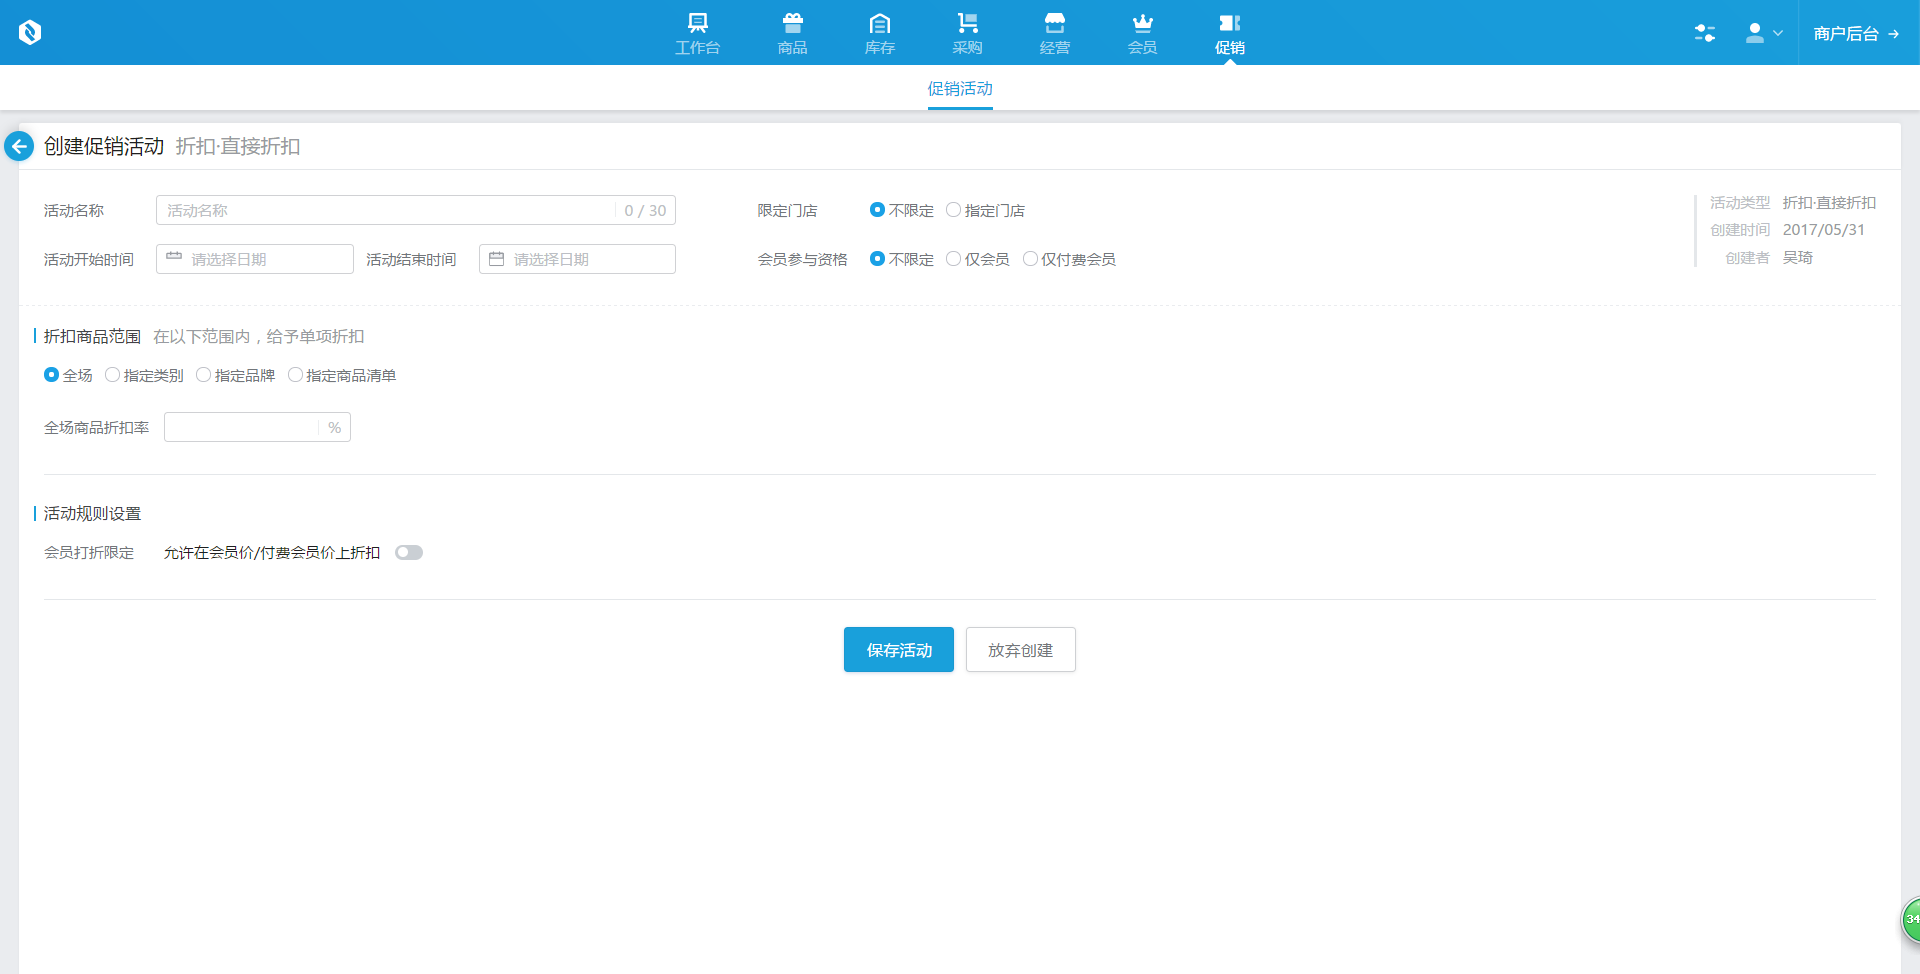 工作台 商品 库存 采购 经营 会员 促销 商户后台
促销活动
创建促销活动 折扣·直接折扣
活动名称 活动名称 0 / 30 限定门店 不限定 指定门店
活动类型 折扣·直接折扣
创建时间 2017/05/31
创建者 吴琦
活动开始时间 请选择日期 活动结束时间 请选择日期 会员参与资格 不限定 仅会员 仅付费会员
折扣商品范围 在以下范围内，给予单项折扣
全场 指定类别 指定品牌 指定商品清单
全场商品折扣率 %
活动规则设置
会员打折限定 允许在会员价/付费会员价上折扣
保存活动 放弃创建
34